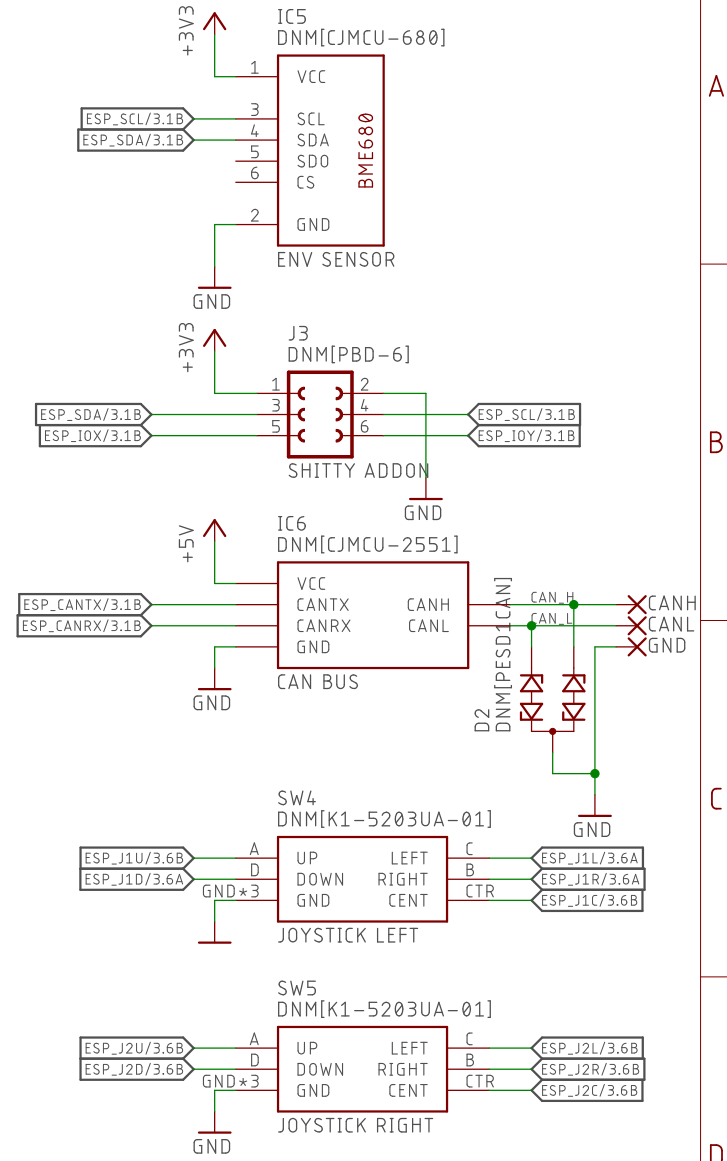 +3V3
IC5
DNM[CJMCU-680]
A
1 VCC
ESP_SCL/3.1B 3 SCL
ESP_SDA/3.1B 4 SDA
5 SDO
6 CS
BME680
2 GND
ENV SENSOR
GND
+3V3
J3
DNM[PBD-6]
1 2
ESP_SDA/3.1B 3 4 ESP_SCL/3.1B
ESP_IOX/3.1B 5 6 ESP_IOY/3.1B
B
SHITTY ADDON
GND
+5V
IC6
DNM[CJMCU-2551]
VCC
ESP_CANTX/3.1B CANTX CANH CAN_H CANH
ESP_CANRX/3.1B CANRX CANL CAN_L CANL
GND GND
CAN BUS
GND
D2
DNM[PESD1CAN]
C
GND
SW4
DNM[K1-5203UA-01]
ESP_J1U/3.6B A UP LEFT C ESP_J1L/3.6A
ESP_J1D/3.6A D DOWN RIGHT B ESP_J1R/3.6A
GND*3 GND CENT CTR ESP_J1C/3.6B
JOYSTICK LEFT
SW5
DNM[K1-5203UA-01]
ESP_J2U/3.6B A UP LEFT C ESP_J2L/3.6B
ESP_J2D/3.6B D DOWN RIGHT B ESP_J2R/3.6B
GND*3 GND CENT CTR ESP_J2C/3.6B
JOYSTICK RIGHT
GND
D